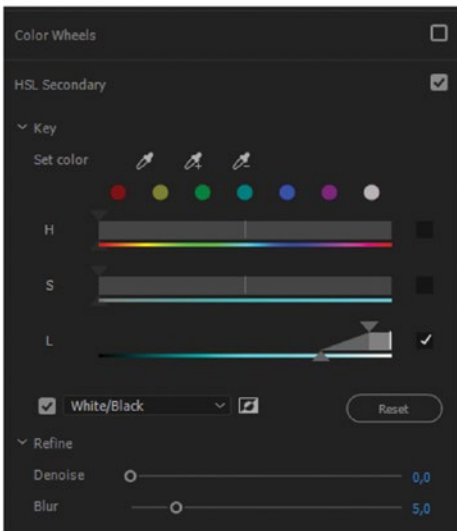 Color Wheels
HSL Secondary
Key
Set color
H
S
L
White/Black
Reset
Refine
Denoise 0,0
Blur 5,0